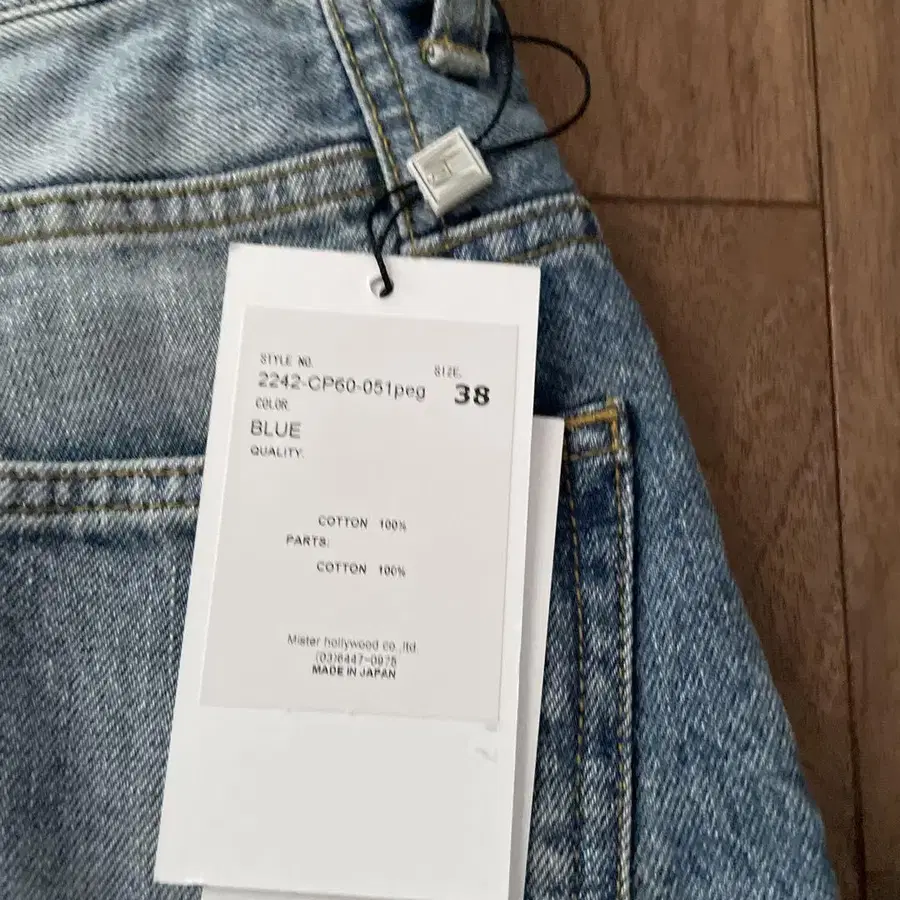 STYLE NO.
SIZE.
2242-CP60-051peg
38
COLOR.
BLUE
QUALITY.
COTTON 100%
PARTS:
COTTON 100%
Mister hollywood co.,ltd.
(03)6447-0975
MADE IN JAPAN